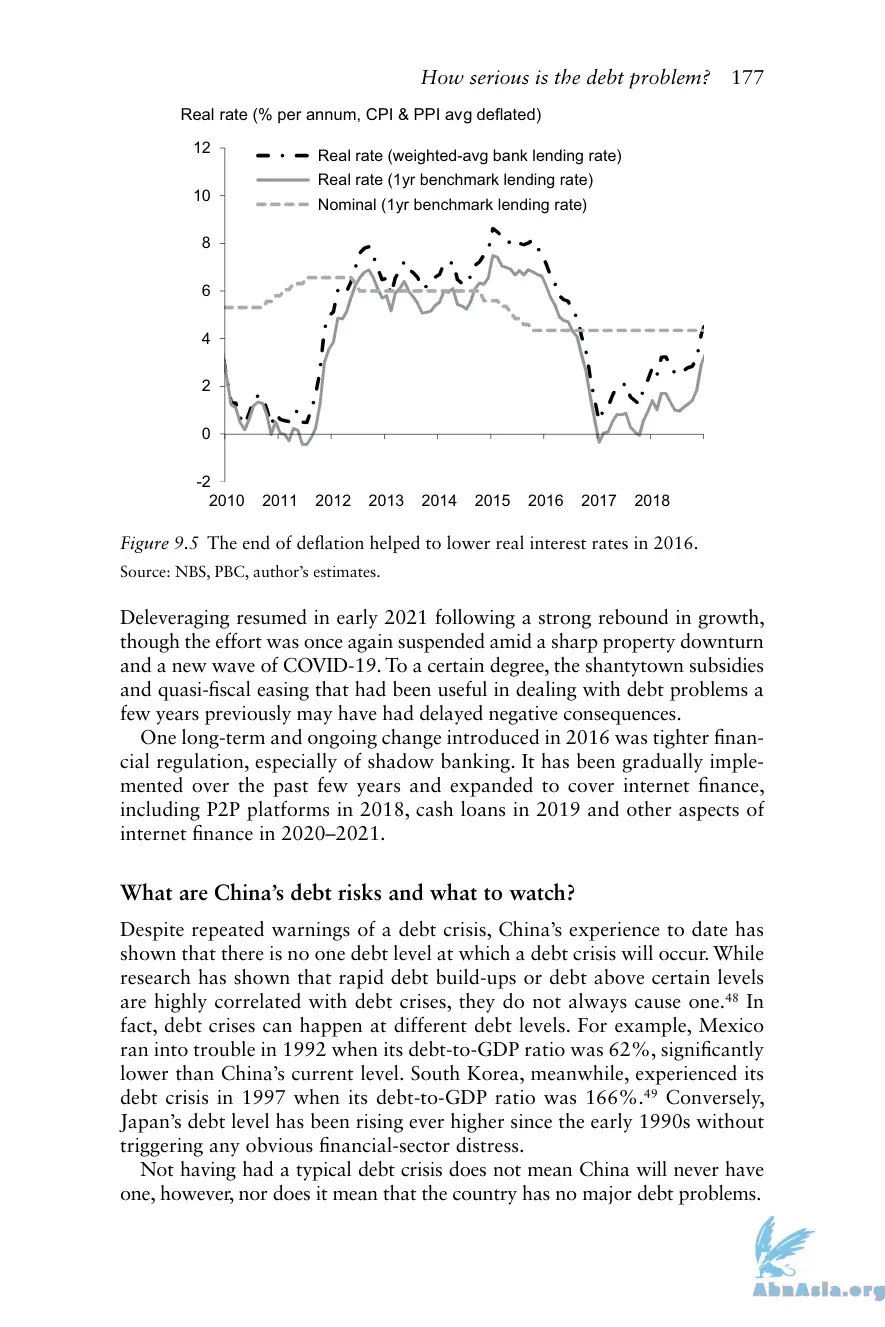 How serious is the debt problem? 177
Real rate (% per annum, CPI & PPI avg deflated)
12
Real rate (weighted-avg bank lending rate)
Real rate (1yr benchmark lending rate)
10
Nominal (1yr benchmark lending rate)
8
6
4
2
0
-2
2010 2011 2012 2013 2014 2015 2016 2017 2018
Figure 9.5 The end of deflation helped to lower real interest rates in 2016.
Source: NBS, PBC, author’s estimates.
Deleveraging resumed in early 2021 following a strong rebound in growth,
though the effort was once again suspended amid a sharp property downturn
and a new wave of COVID-19. To a certain degree, the shantytown subsidies
and quasi-fiscal easing that had been useful in dealing with debt problems a
few years previously may have had delayed negative consequences.
One long-term and ongoing change introduced in 2016 was tighter finan-
cial regulation, especially of shadow banking. It has been gradually imple-
mented over the past few years and expanded to cover internet finance,
including P2P platforms in 2018, cash loans in 2019 and other aspects of
internet finance in 2020–2021.
What are China’s debt risks and what to watch?
Despite repeated warnings of a debt crisis, China’s experience to date has
shown that there is no one debt level at which a debt crisis will occur. While
research has shown that rapid debt build-ups or debt above certain levels
are highly correlated with debt crises, they do not always cause one.48 In
fact, debt crises can happen at different debt levels. For example, Mexico
ran into trouble in 1992 when its debt-to-GDP ratio was 62%, significantly
lower than China’s current level. South Korea, meanwhile, experienced its
debt crisis in 1997 when its debt-to-GDP ratio was 166%.49 Conversely,
Japan’s debt level has been rising ever higher since the early 1990s without
triggering any obvious financial-sector distress.
Not having had a typical debt crisis does not mean China will never have
one, however, nor does it mean that the country has no major debt problems.
AbnAsia.org